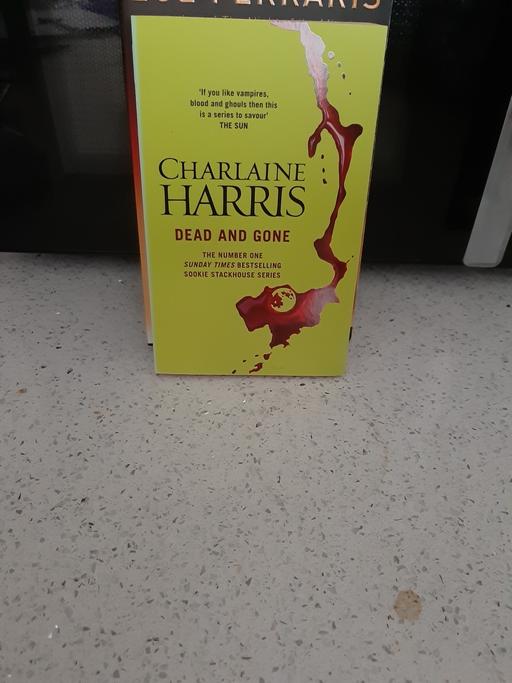 FERRARIS
'If you like vampires,
blood and ghouls then this
is a series to savour'
THE SUN
CHARLAINE
HARRIS
DEAD AND GONE
THE NUMBER ONE
SUNDAY TIMES BESTSELLING
SOOKIE STACKHOUSE SERIES